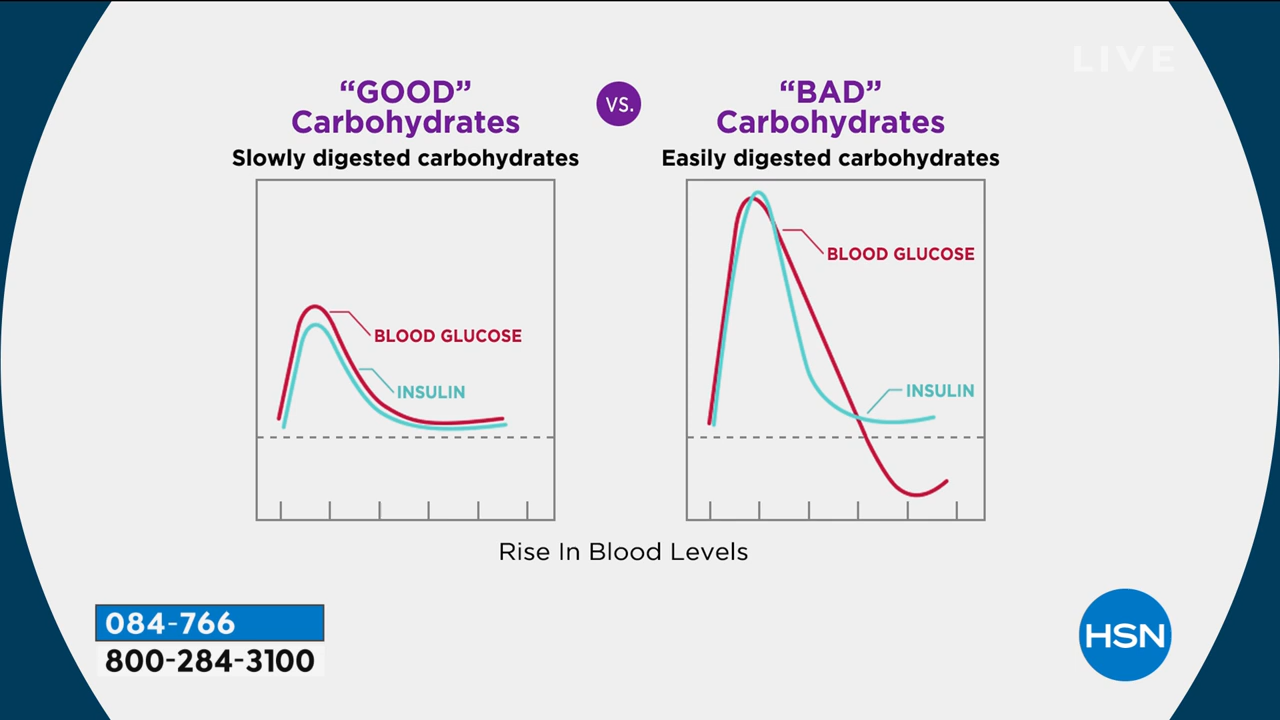 LIVE
“GOOD”
Carbohydrates
Slowly digested carbohydrates
VS.
“BAD”
Carbohydrates
Easily digested carbohydrates
BLOOD GLUCOSE
INSULIN
BLOOD GLUCOSE
INSULIN
Rise In Blood Levels
084-766
800-284-3100
HSN